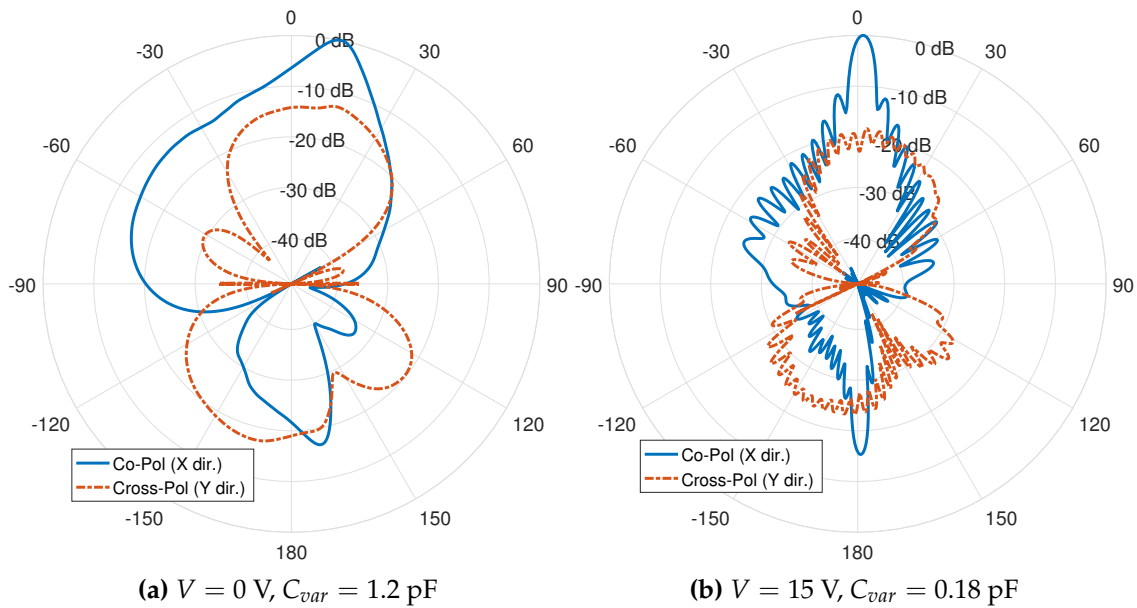 0
-30
30
0 dB
-10 dB
-60
60
-20 dB
-30 dB
-40 dB
-90
90
-120
120
Co-Pol (X dir.)
Cross-Pol (Y dir.)
-150
150
180
(a) V = 0 V, C_var = 1.2 pF
0
-30
30
0 dB
-10 dB
-60
60
-20 dB
-30 dB
-40 dB
-90
90
-120
120
Co-Pol (X dir.)
Cross-Pol (Y dir.)
-150
150
180
(b) V = 15 V, C_var = 0.18 pF